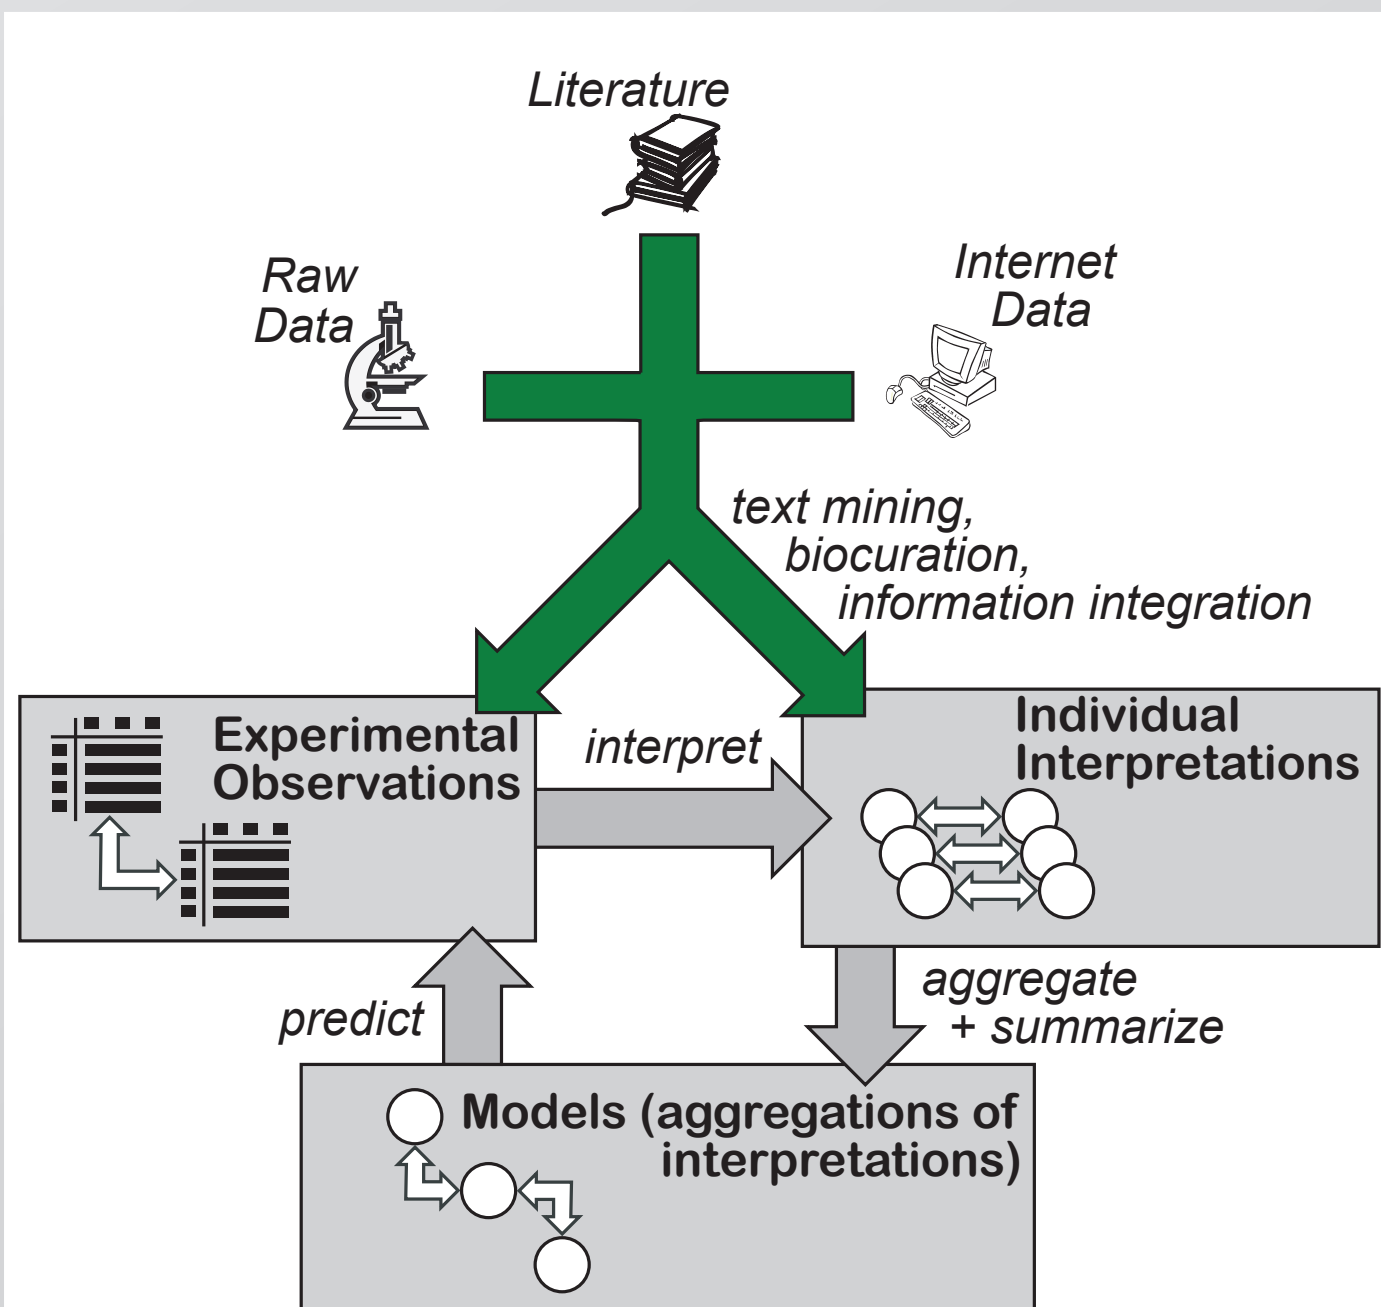 Literature
Raw
Data
Internet
Data
text mining,
biocuration,
information integration
Experimental
Observations
interpret
Individual
Interpretations
predict
aggregate
+ summarize
Models (aggregations of
interpretations)